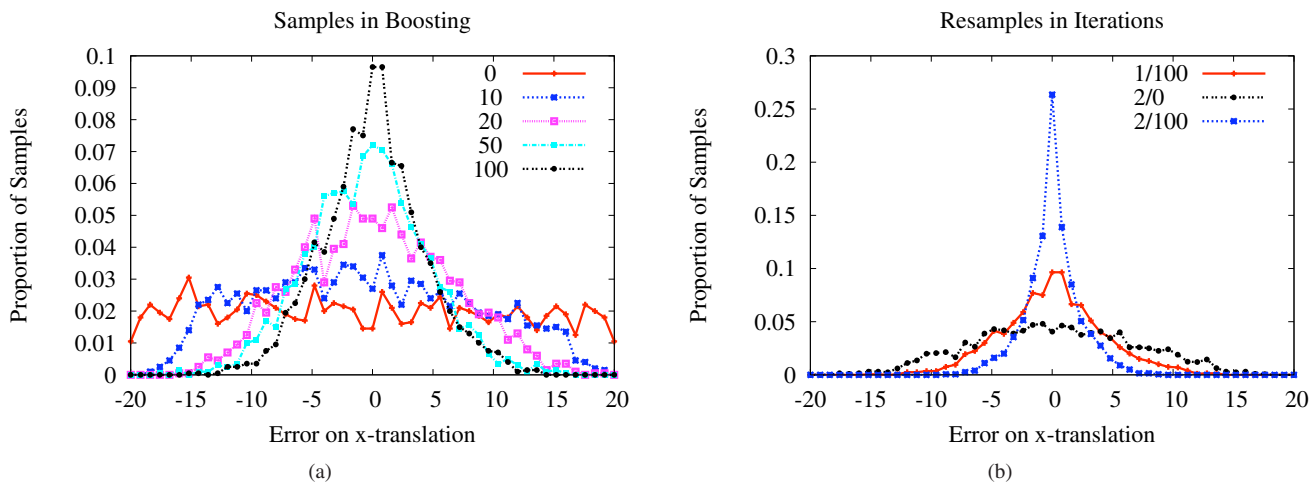 Samples in Boosting
Proportion of Samples
0.1
0.09
0.08
0.07
0.06
0.05
0.04
0.03
0.02
0.01
0
-20 -15 -10 -5 0 5 10 15 20
Error on x-translation
0
10
20
50
100
(a)
Resamples in Iterations
Proportion of Samples
0.3
0.25
0.2
0.15
0.1
0.05
0
-20 -15 -10 -5 0 5 10 15 20
Error on x-translation
1/100
2/0
2/100
(b)